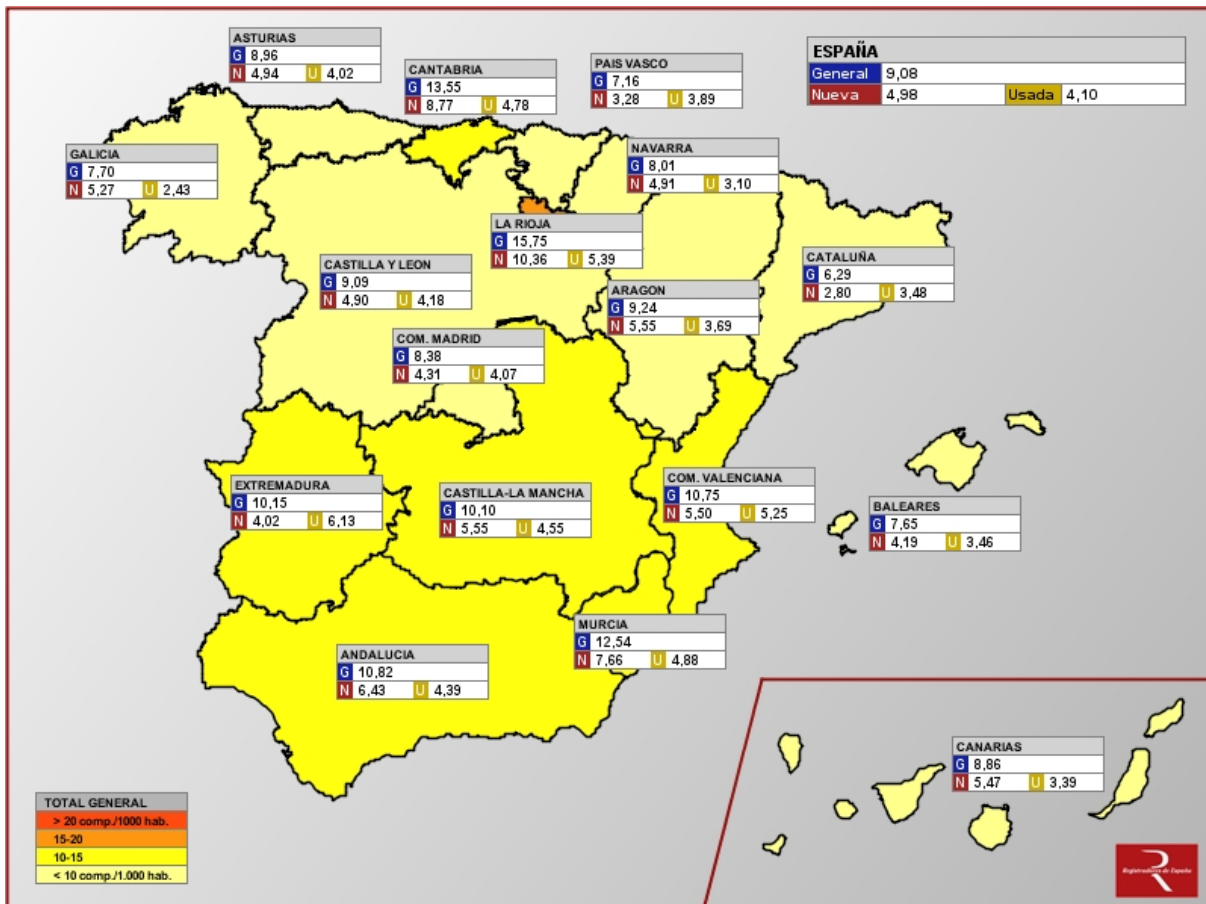 ASTURIAS
G 8,96
N 4,94 U 4,02
CANTABRIA
G 13,55
N 8,77 U 4,78
PAIS VASCO
G 7,16
N 3,28 U 3,89
ESPAÑA
General 9,08
Nueva 4,98 Usada 4,10
GALICIA
G 7,70
N 5,27 U 2,43
NAVARRA
G 8,01
N 4,91 U 3,10
LA RIOJA
G 15,75
N 10,36 U 5,39
CASTILLA Y LEON
G 9,09
N 4,90 U 4,18
CATALUÑA
G 6,29
N 2,80 U 3,48
ARAGON
G 9,24
N 5,55 U 3,69
COM. MADRID
G 8,38
N 4,31 U 4,07
EXTREMADURA
G 10,15
N 4,02 U 6,13
CASTILLA-LA MANCHA
G 10,10
N 5,55 U 4,55
COM. VALENCIANA
G 10,75
N 5,50 U 5,25
BALEARES
G 7,65
N 4,19 U 3,46
MURCIA
G 12,54
N 7,66 U 4,88
ANDALUCIA
G 10,82
N 6,43 U 4,39
CANARIAS
G 8,86
N 5,47 U 3,39
TOTAL GENERAL
> 20 comp./1000 hab.
15-20
10-15
< 10 comp./1.000 hab.
R
Registradores de España